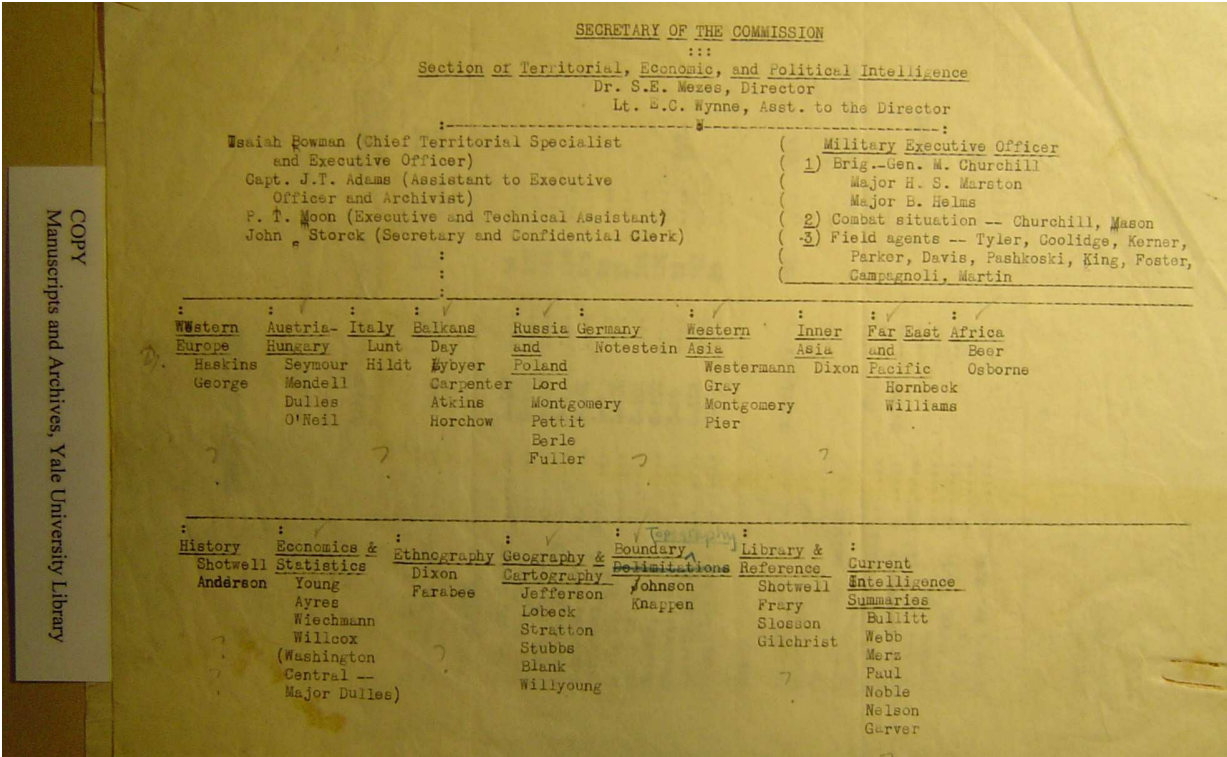 SECRETARY OF THE COMMISSION
:::
Section of Territorial, Economic, and Political Intelligence
Dr. S.E. Mezes, Director
Lt. B.C. Wynne, Asst. to the Director
Isaiah Bowman (Chief Territorial Specialist
and Executive Officer)
Capt. J.T. Adams (Assistant to Executive
Officer and Archivist)
P. T. Moon (Executive and Technical Assistant)
John Storck (Secretary and Confidential Clerk)
( Military Executive Officer
( 1) Brig.-Gen. M. Churchill
( Major H. S. Marston
( Major B. Helms
( 2) Combat situation -- Churchill, Mason
( 3) Field agents -- Tyler, Coolidge, Kerner,
( Parker, Davis, Pashkoski, King, Foster,
( Campagnoli, Martin
Western
Europe
Haskins
George
Austria-
Hungary
Seymour
Mendell
Dulles
O'Neil
?
Italy
Lunt
Hildt
?
Balkans
Day
Lybyer
Carpenter
Atkins
Horchow
Russia
and
Poland
Lord
Montgomery
Pettit
Berle
Fuller
Germany
Notestein
?
Western
Asia
Westermann
Gray
Montgomery
Pier
Inner
Asia
Dixon
?
Far East
and
Pacific
Hornbeck
Williams
Africa
Beer
Osborne
History
Shotwell
Anderson
Economics &
Statistics
Young
Ayres
Wiechmann
Willcox
(Washington
Central --
Major Dulles)
Ethnography
Dixon
Farabee
?
Geography &
Cartography
Jefferson
Lobeck
Stratton
Stubbs
Blank
Willyoung
Topography
Boundary
Delimitations
Johnson
Knappen
Library &
Reference
Shotwell
Frary
Slosson
Gilchrist
?
Current
Intelligence
Summaries
Bullitt
Webb
Merz
Paul
Noble
Nelson
Garver
COPY
Manuscripts and Archives, Yale University Library